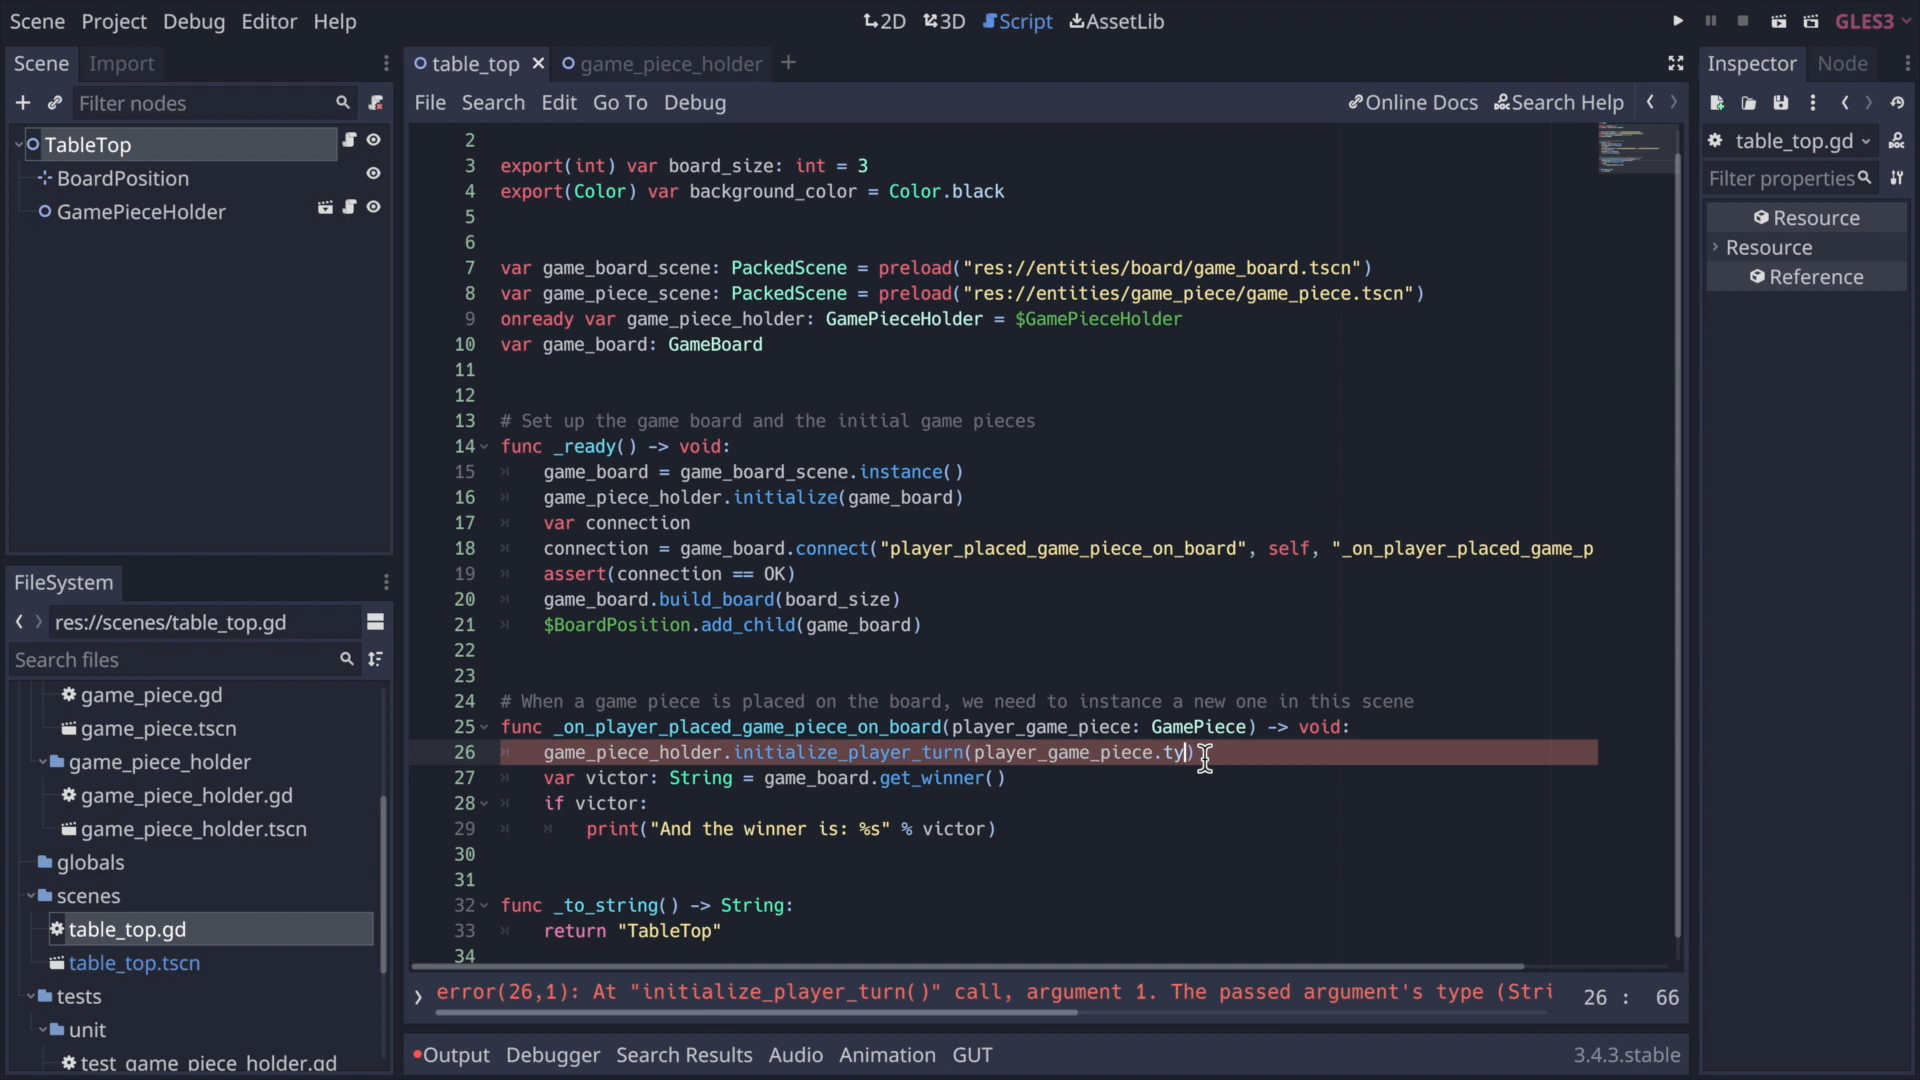 Scene Project Debug Editor Help
2D 3D Script AssetLib
GLES3
Scene Import
Filter nodes
TableTop
BoardPosition
GamePieceHolder
FileSystem
res://scenes/table_top.gd
Search files
game_piece.gd
game_piece.tscn
game_piece_holder
game_piece_holder.gd
game_piece_holder.tscn
globals
scenes
table_top.gd
table_top.tscn
tests
unit
test_game_piece_holder.gd
table_top game_piece_holder
File Search Edit Go To Debug
Online Docs Search Help
2
3 export(int) var board_size: int = 3
4 export(Color) var background_color = Color.black
5
6
7 var game_board_scene: PackedScene = preload("res://entities/board/game_board.tscn")
8 var game_piece_scene: PackedScene = preload("res://entities/game_piece/game_piece.tscn")
9 onready var game_piece_holder: GamePieceHolder = $GamePieceHolder
10 var game_board: GameBoard
11
12
13 # Set up the game board and the initial game pieces
14 func _ready() -> void:
15 game_board = game_board_scene.instance()
16 game_piece_holder.initialize(game_board)
17 var connection
18 connection = game_board.connect("player_placed_game_piece_on_board", self, "_on_player_placed_game_p
19 assert(connection == OK)
20 game_board.build_board(board_size)
21 $BoardPosition.add_child(game_board)
22
23
24 # When a game piece is placed on the board, we need to instance a new one in this scene
25 func _on_player_placed_game_piece_on_board(player_game_piece: GamePiece) -> void:
26 game_piece_holder.initialize_player_turn(player_game_piece.ty)
27 var victor: String = game_board.get_winner()
28 if victor:
29 print("And the winner is: %s" % victor)
30
31
32 func _to_string() -> String:
33 return "TableTop"
34
error(26,1): At "initialize_player_turn()" call, argument 1. The passed argument's type (Stri
26 : 66
Output Debugger Search Results Audio Animation GUT
3.4.3.stable
Inspector Node
table_top.gd
Filter properties
Resource
Resource
Reference